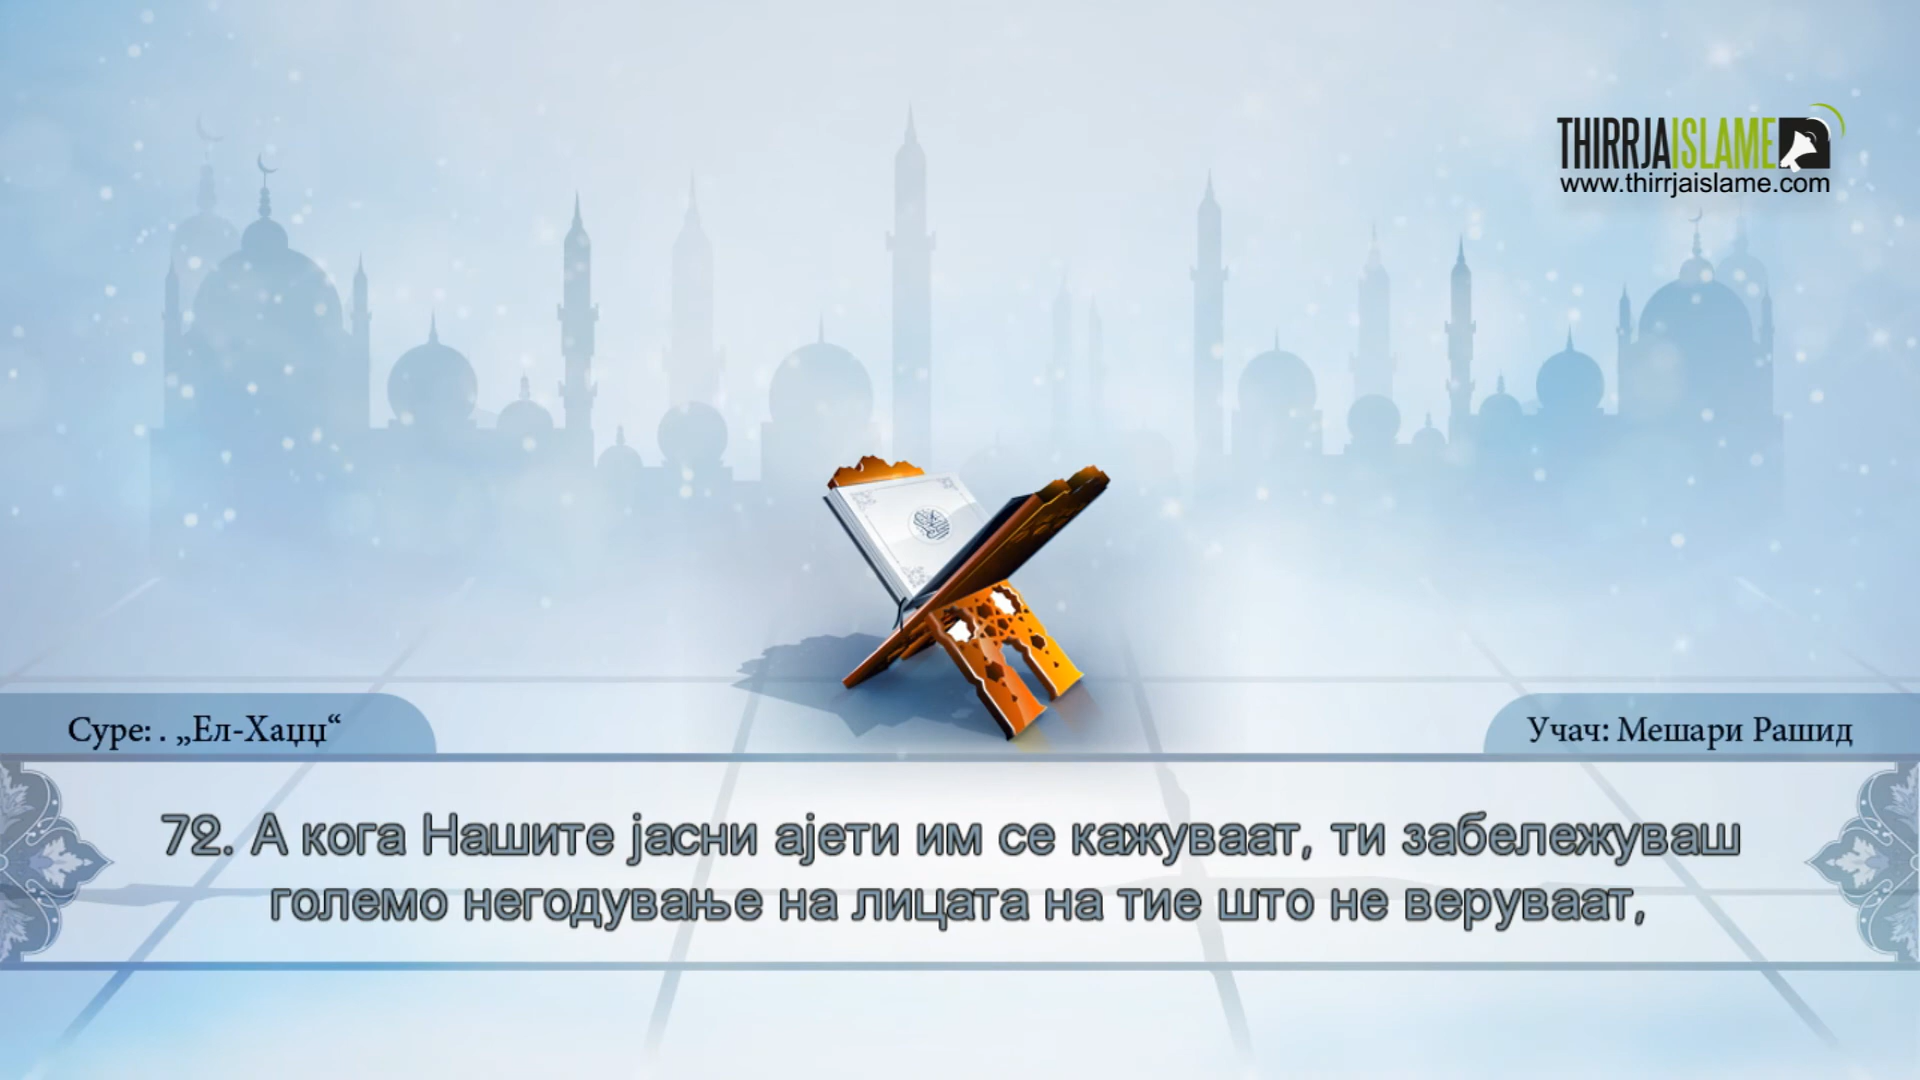 THIRRJAISLAME
www.thirrjaislame.com
Суре: . „Ел-Хаџџ“
Учач: Мешари Рашид
72. А кога Нашите јасни ајети им се кажуваат, ти забележуваш
големо негодување на лицата на тие што не веруваат,